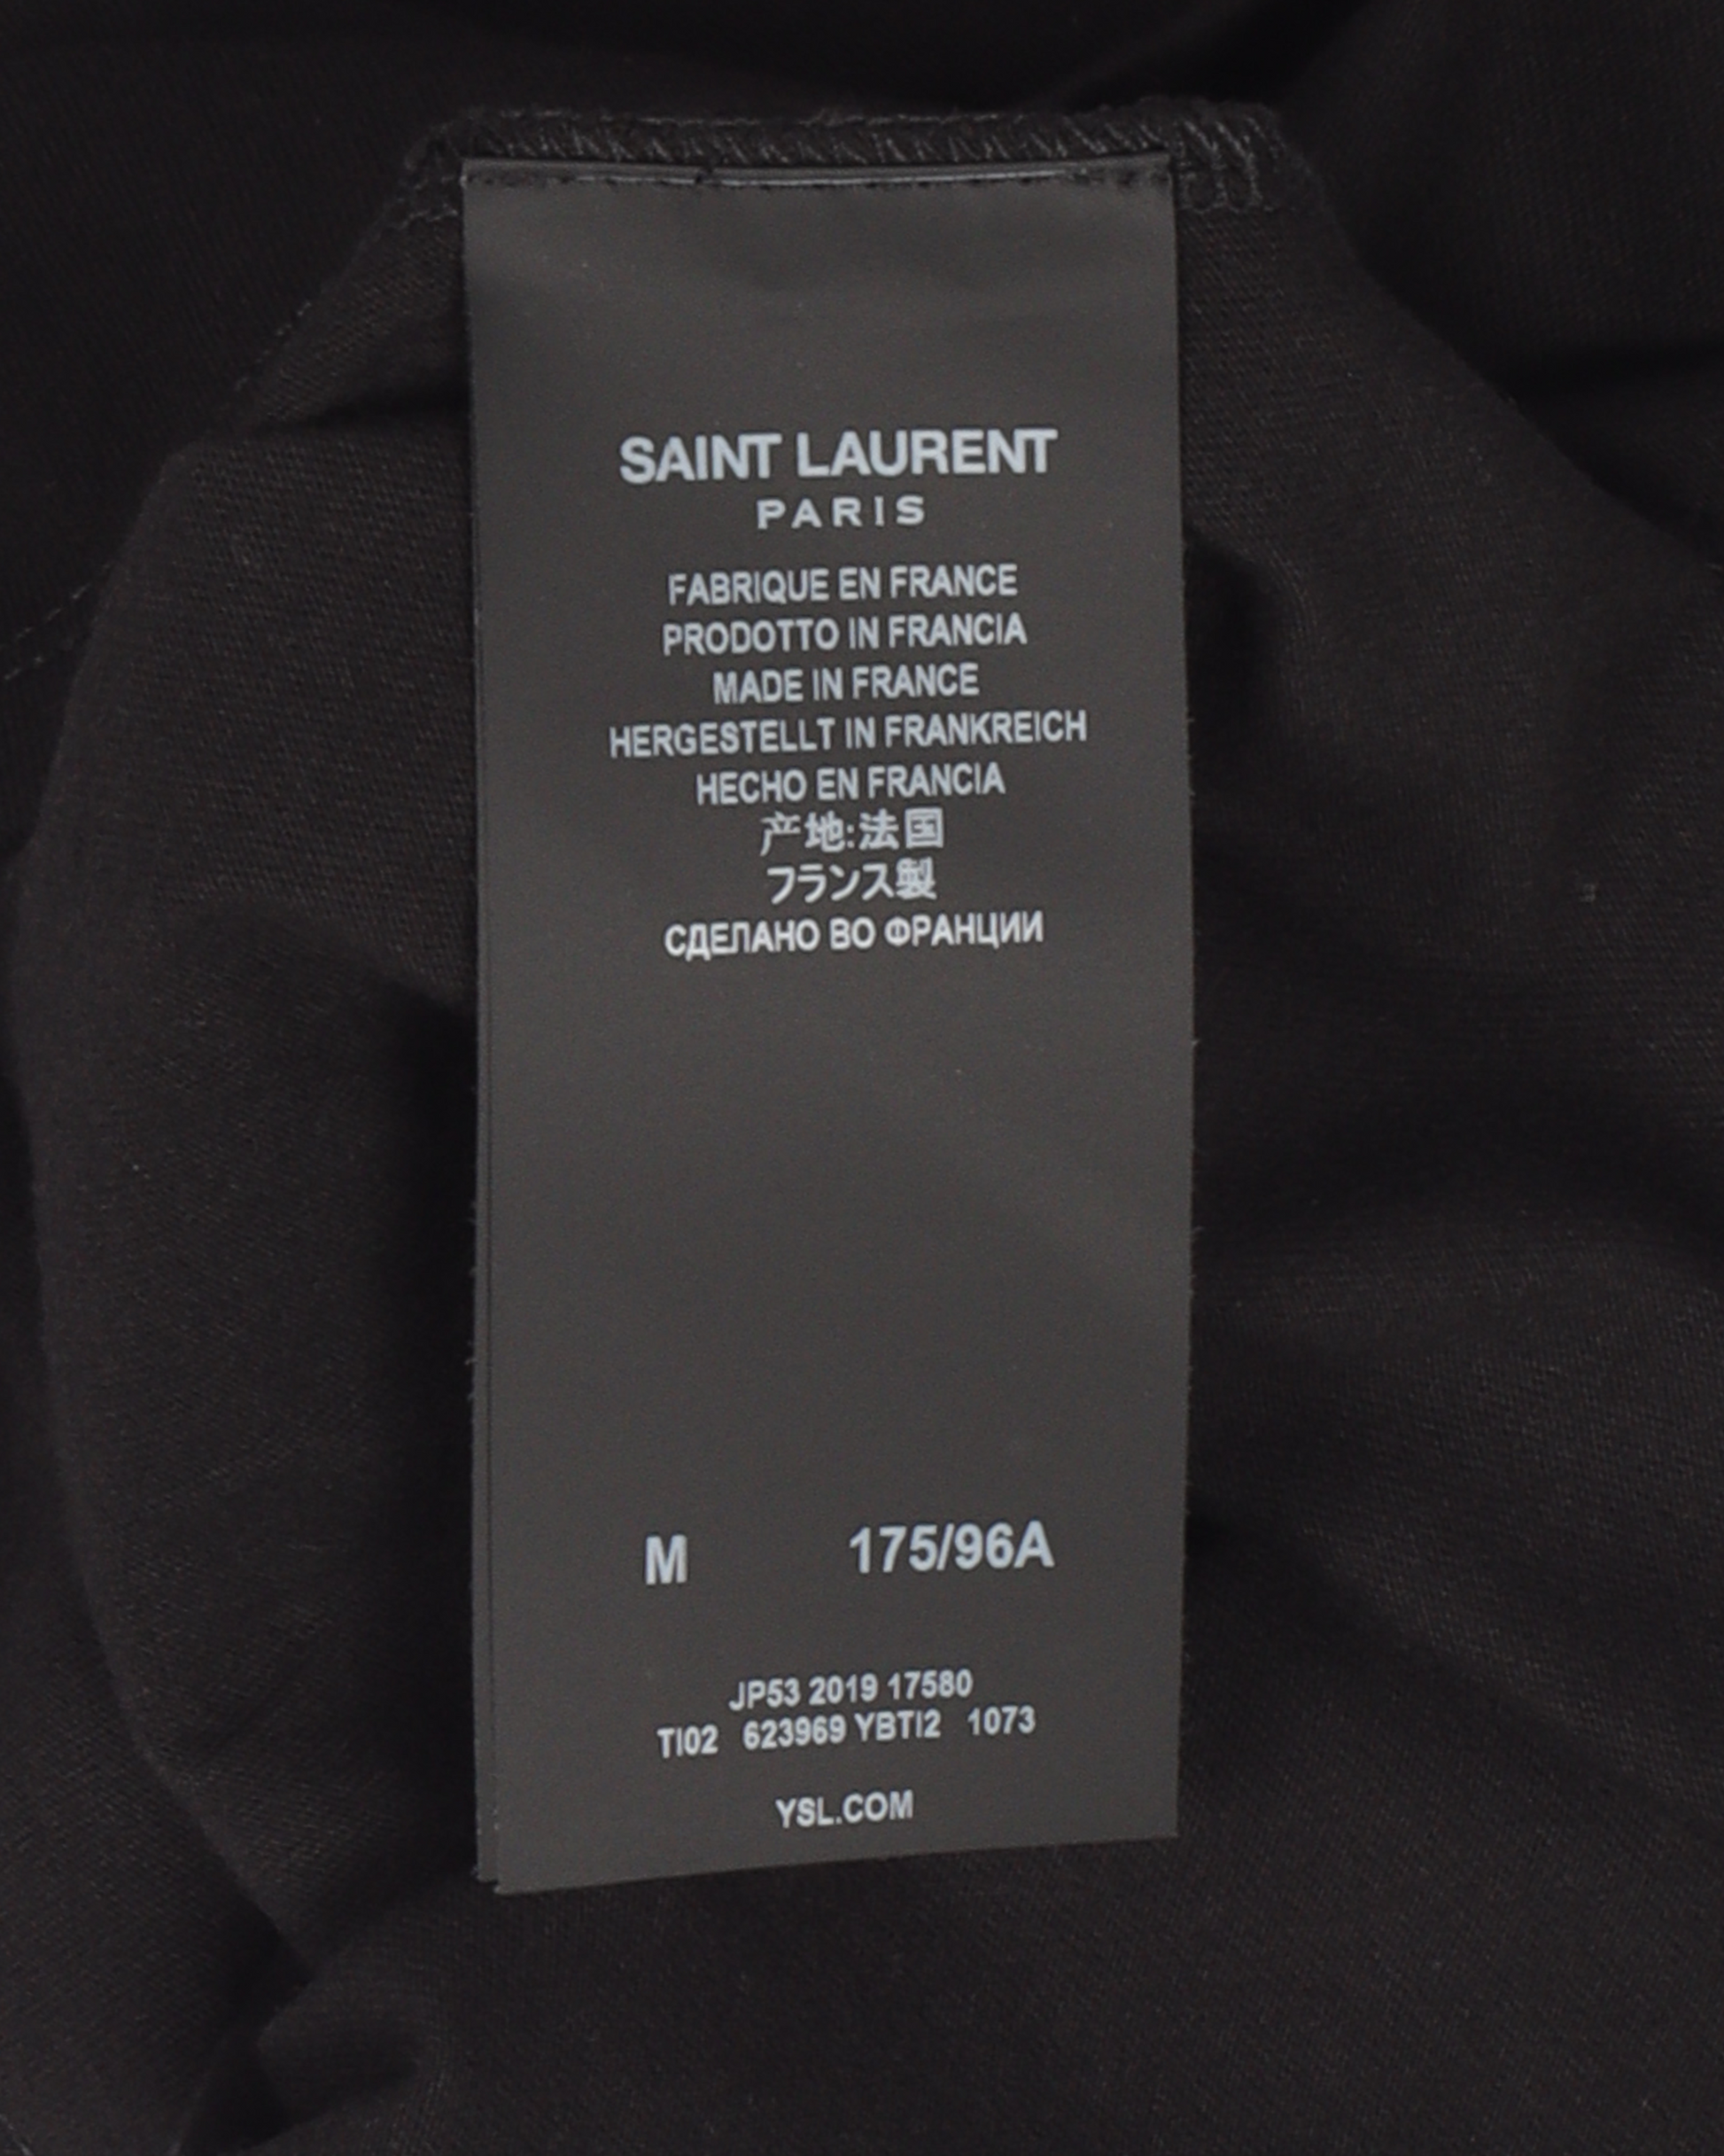 SAINT LAURENT
PARIS
FABRIQUE EN FRANCE
PRODOTTO IN FRANCIA
MADE IN FRANCE
HERGESTELLT IN FRANKREICH
HECHO EN FRANCIA
产地:法国
フランス製
СДЕЛАНО ВО ФРАНЦИИ
M 175/96A
JP53 2019 17580
TI02 623969 YBTI2 1073
YSL.COM